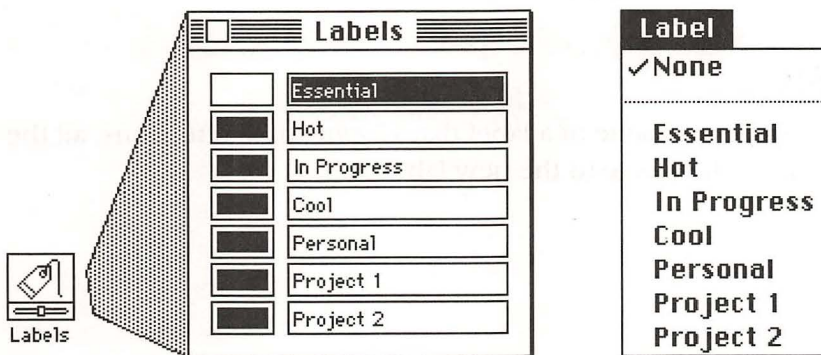 Labels
Essential
Hot
In Progress
Cool
Personal
Project 1
Project 2
Labels
Label
✓None
Essential
Hot
In Progress
Cool
Personal
Project 1
Project 2